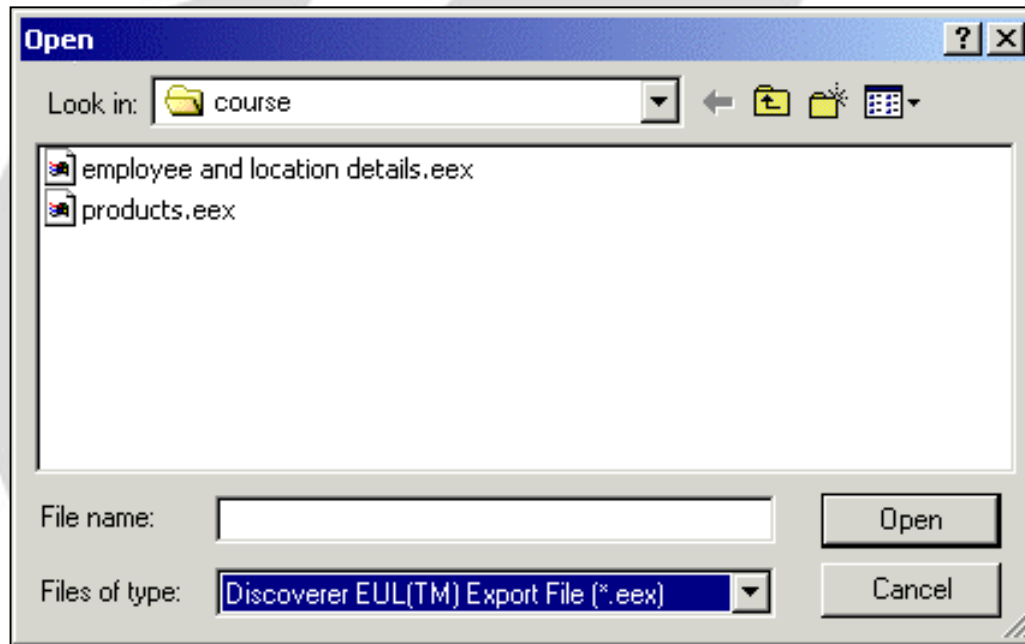 Open
Look in: course
employee and location details.eex
products.eex
File name: Open
Files of type: Discoverer EUL(TM) Export File (*.eex) Cancel